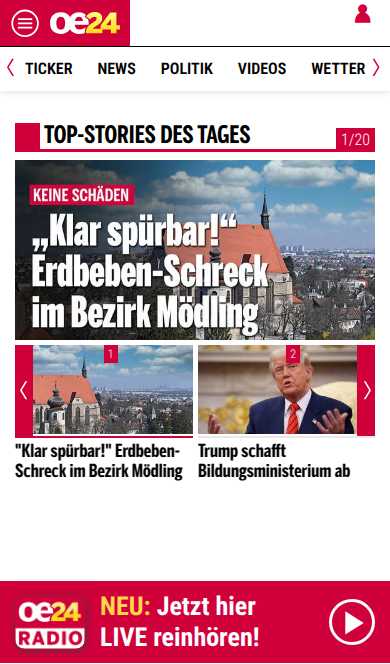 oe24
TICKER NEWS POLITIK VIDEOS WETTER
TOP-STORIES DES TAGES
1/20
KEINE SCHÄDEN
„Klar spürbar!“
Erdbeben-Schreck
im Bezirk Mödling
1
2
"Klar spürbar!" Erdbeben-
Schreck im Bezirk Mödling
Trump schafft
Bildungsministerium ab
oe24
RADIO
NEU: Jetzt hier
LIVE reinhören!